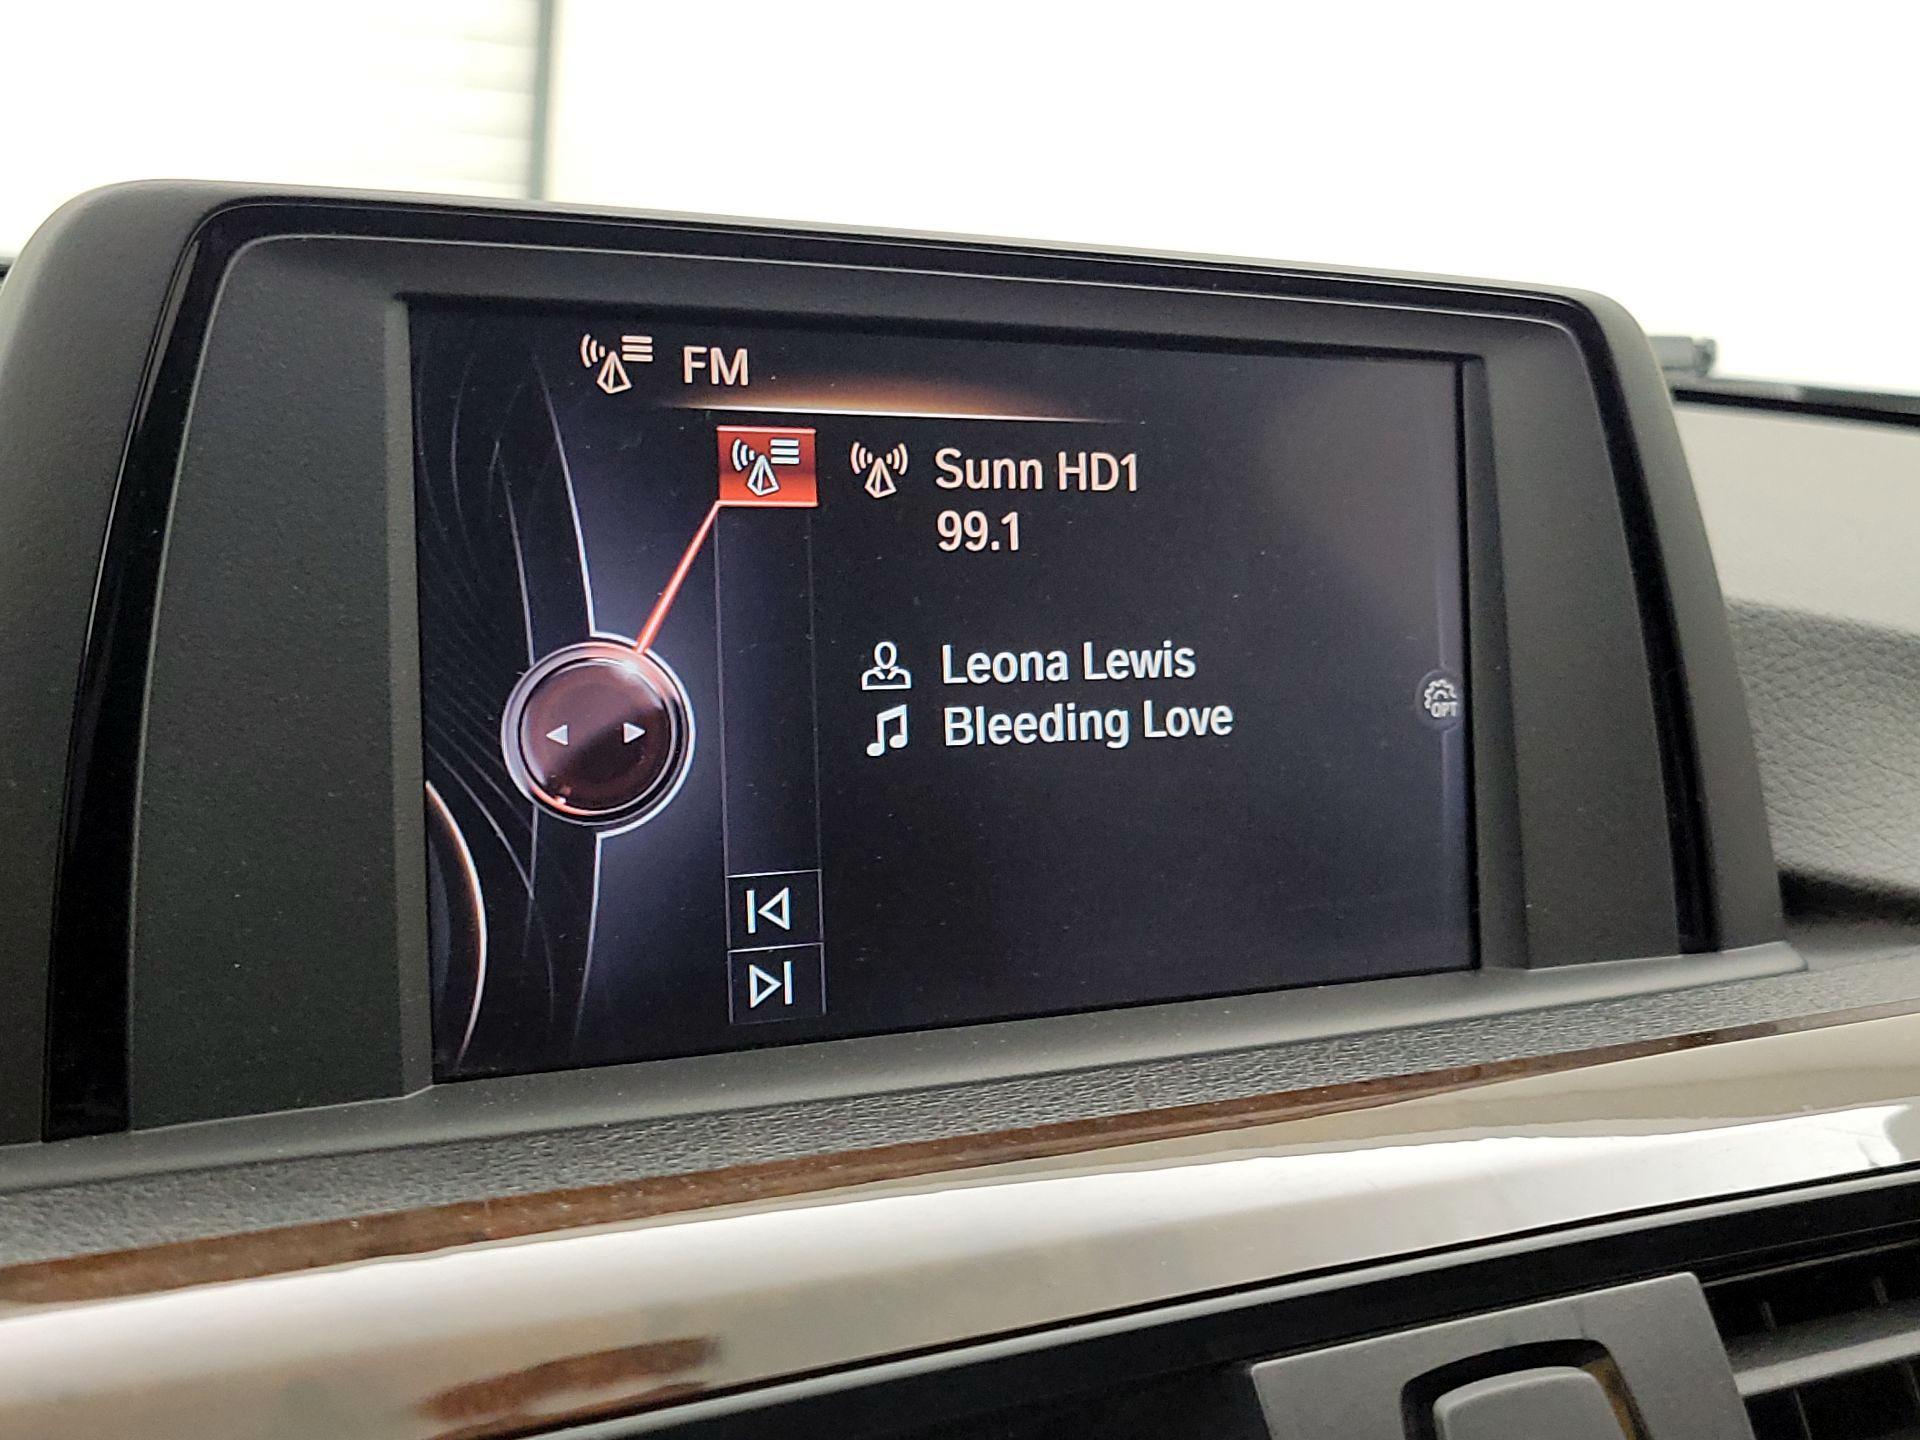 FM
Sunn HD1
99.1
Leona Lewis
Bleeding Love
OPT